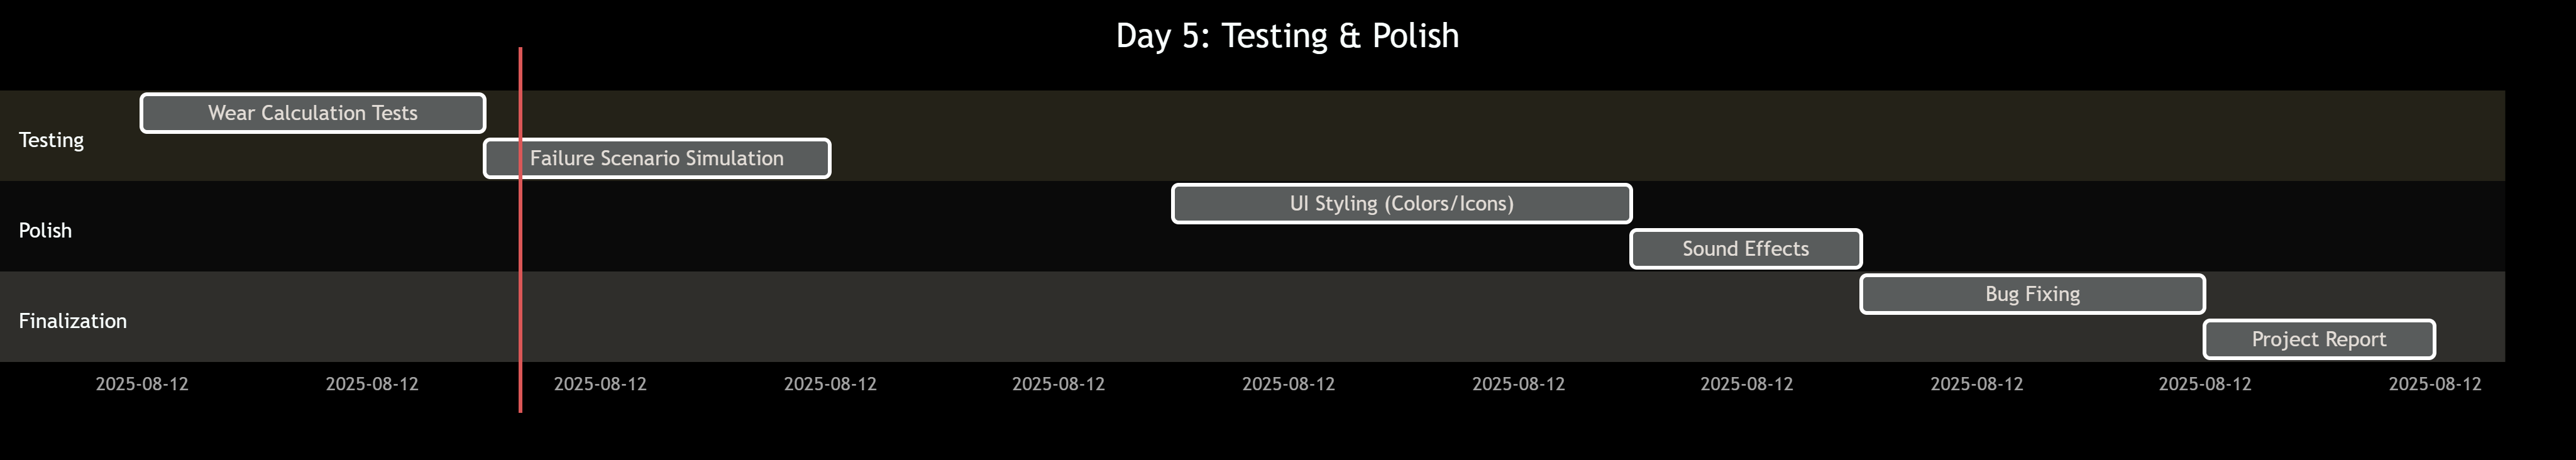 Day 5: Testing & Polish
Testing
Wear Calculation Tests
Failure Scenario Simulation
Polish
UI Styling (Colors/Icons)
Sound Effects
Finalization
Bug Fixing
Project Report
2025-08-12 2025-08-12 2025-08-12 2025-08-12 2025-08-12 2025-08-12 2025-08-12 2025-08-12 2025-08-12 2025-08-12 2025-08-12